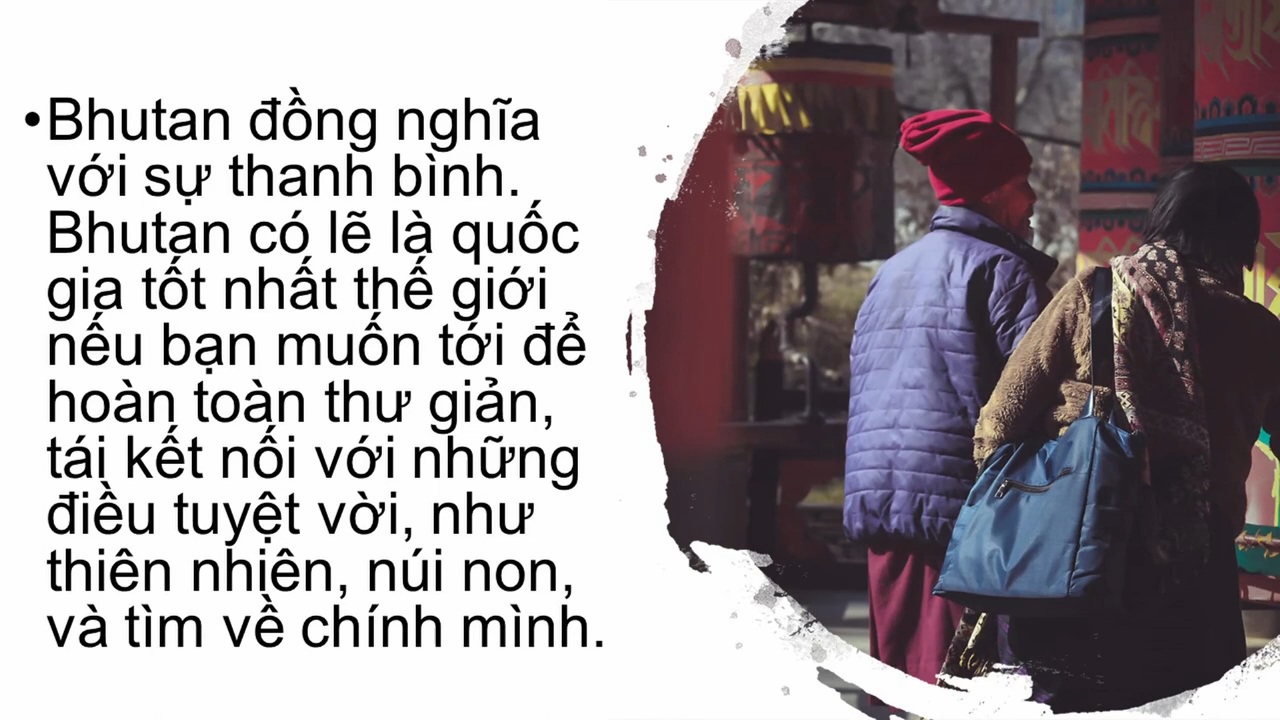 •Bhutan đồng nghĩa
với sự thanh bình.
Bhutan có lẽ là quốc
gia tốt nhất thế giới
nếu bạn muốn tới để
hoàn toàn thư giản,
tái kết nối với những
điều tuyệt vời, như
thiên nhiên, núi non,
và tìm về chính mình.